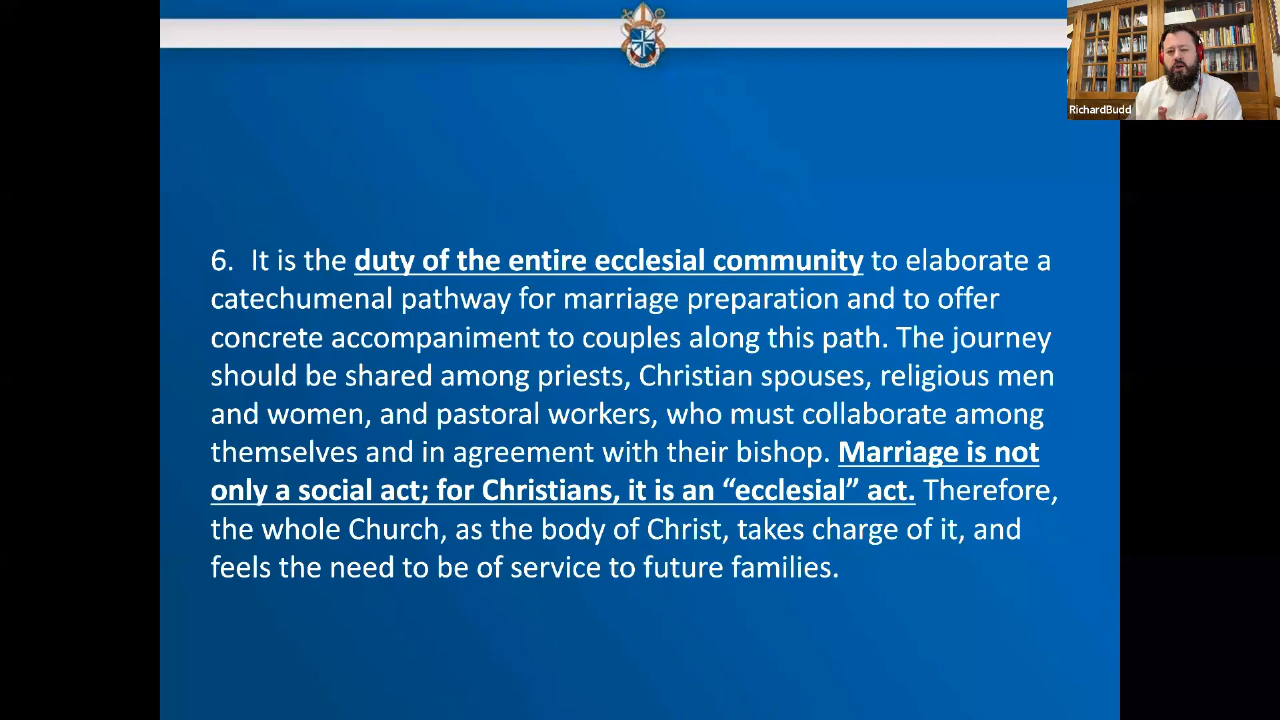 RichardBudd
6. It is the duty of the entire ecclesial community to elaborate a
catechumenal pathway for marriage preparation and to offer
concrete accompaniment to couples along this path. The journey
should be shared among priests, Christian spouses, religious men
and women, and pastoral workers, who must collaborate among
themselves and in agreement with their bishop. Marriage is not
only a social act; for Christians, it is an “ecclesial” act. Therefore,
the whole Church, as the body of Christ, takes charge of it, and
feels the need to be of service to future families.